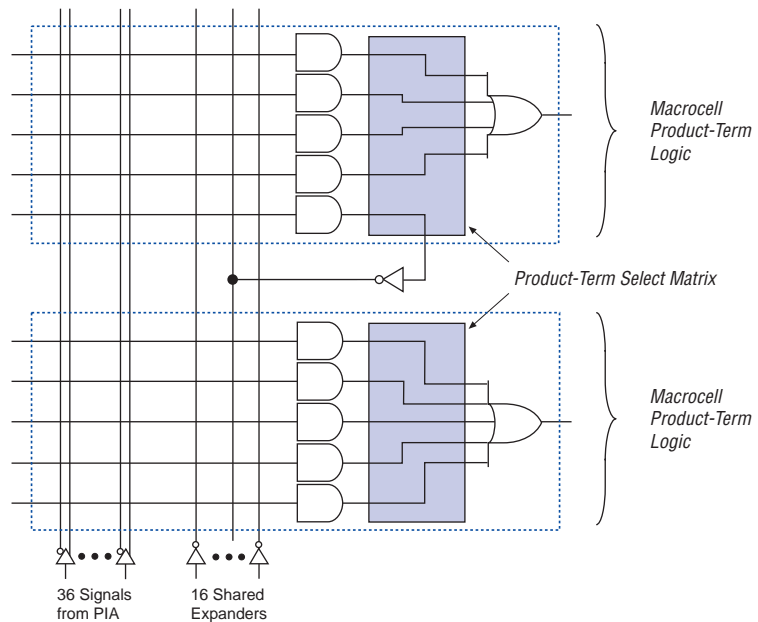 Macrocell
Product-Term
Logic
Product-Term Select Matrix
Macrocell
Product-Term
Logic
36 Signals
from PIA
16 Shared
Expanders